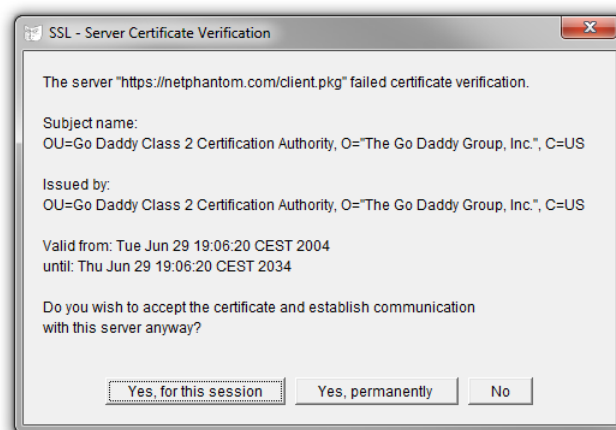 SSL - Server Certificate Verification
The server "https://netphantom.com/client.pkg" failed certificate verification.
Subject name:
OU=Go Daddy Class 2 Certification Authority, O="The Go Daddy Group, Inc.", C=US
Issued by:
OU=Go Daddy Class 2 Certification Authority, O="The Go Daddy Group, Inc.", C=US
Valid from: Tue Jun 29 19:06:20 CEST 2004
until: Thu Jun 29 19:06:20 CEST 2034
Do you wish to accept the certificate and establish communication
with this server anyway?
Yes, for this session Yes, permanently No